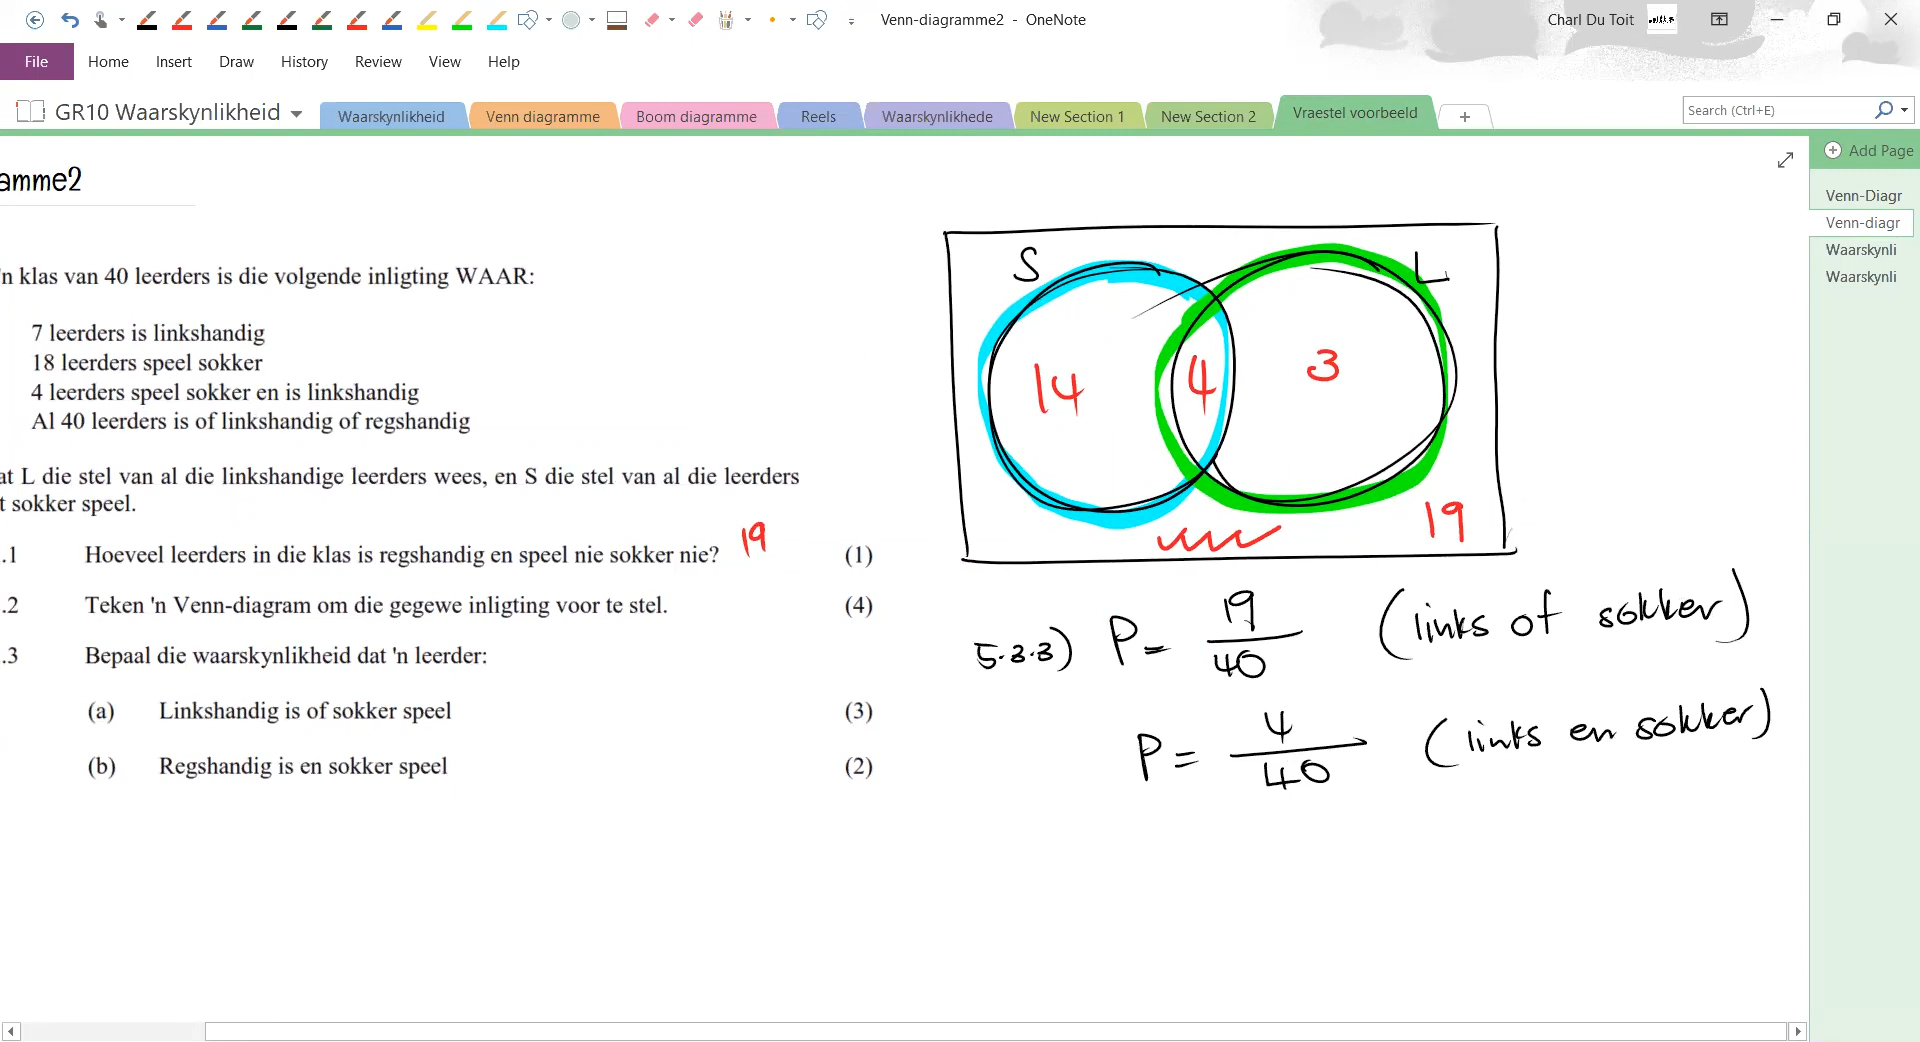 Venn-diagramme2 - OneNote
Charl Du Toit
File Home Insert Draw History Review View Help
GR10 Waarskynlikheid
Waarskynlikheid
Venn diagramme
Boom diagramme
Reels
Waarskynlikhede
New Section 1
New Section 2
Vraestel voorbeeld
+
Search (Ctrl+E)
Add Page
Venn-Diagr
Venn-diagr
Waarskynli
Waarskynli
amme2
'n klas van 40 leerders is die volgende inligting WAAR:
7 leerders is linkshandig
18 leerders speel sokker
4 leerders speel sokker en is linkshandig
Al 40 leerders is of linkshandig of regshandig
at L die stel van al die linkshandige leerders wees, en S die stel van al die leerders
t sokker speel.
.1 Hoeveel leerders in die klas is regshandig en speel nie sokker nie? 19 (1)
.2 Teken 'n Venn-diagram om die gegewe inligting voor te stel. (4)
.3 Bepaal die waarskynlikheid dat 'n leerder:
(a) Linkshandig is of sokker speel (3)
(b) Regshandig is en sokker speel (2)
S L
14 4 3
19
5.3.3) P = 19/40 (links of sokker)
P = 4/40 (links en sokker)